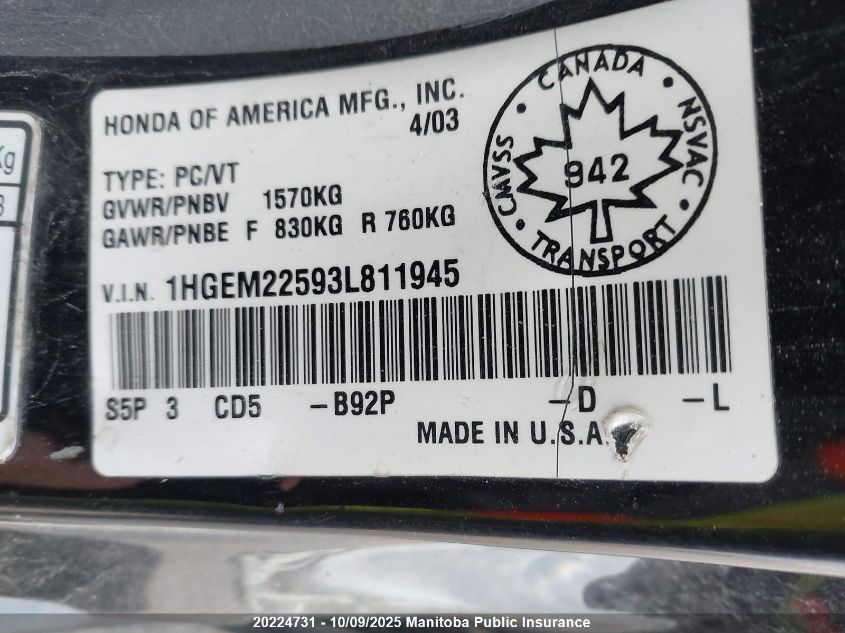 HONDA OF AMERICA MFG., INC.
4/03
TYPE: PC/VT
GVWR/PNBV 1570KG
GAWR/PNBE F 830KG R 760KG
CANADA
CMVSS
NSVAC
942
TRANSPORT
V.I.N. 1HGEM22593L811945
S5P 3 CD5 -B92P -D -L
MADE IN U.S.A.
Kg
20224731 - 10/09/2025 Manitoba Public Insurance